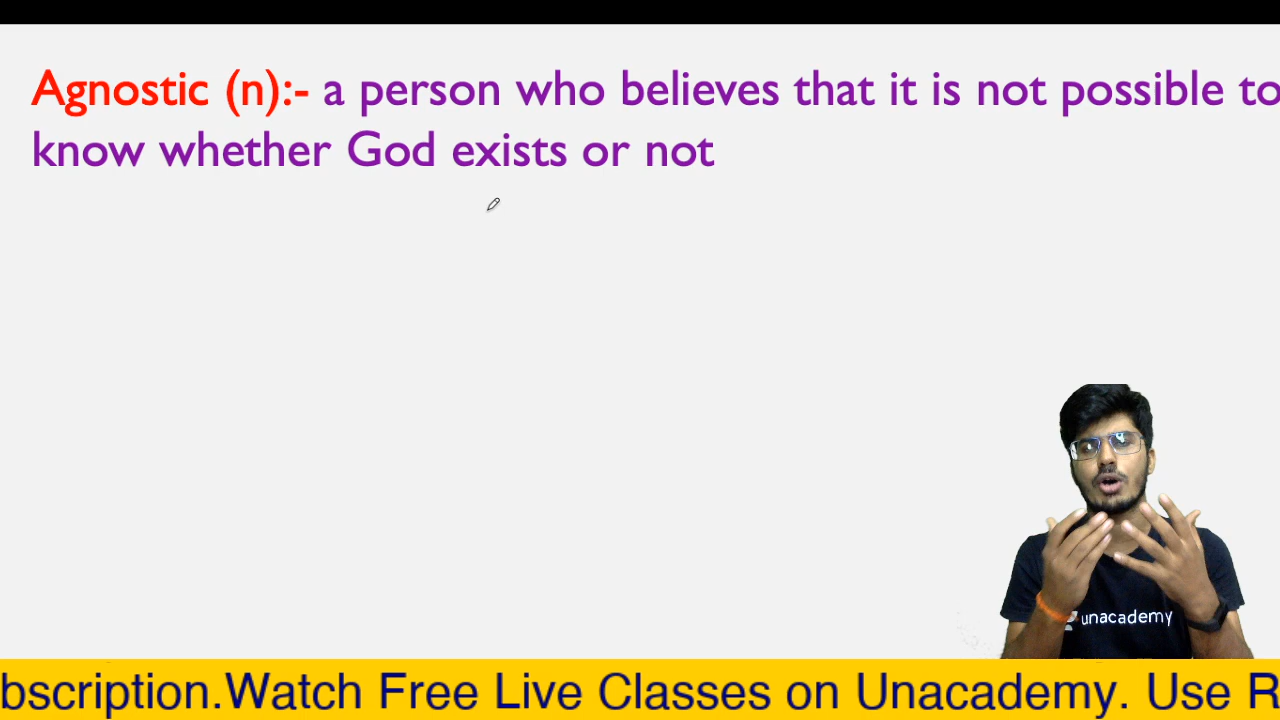 Agnostic (n):- a person who believes that it is not possible to
know whether God exists or not
unacademy
bscription.Watch Free Live Classes on Unacademy. Use R